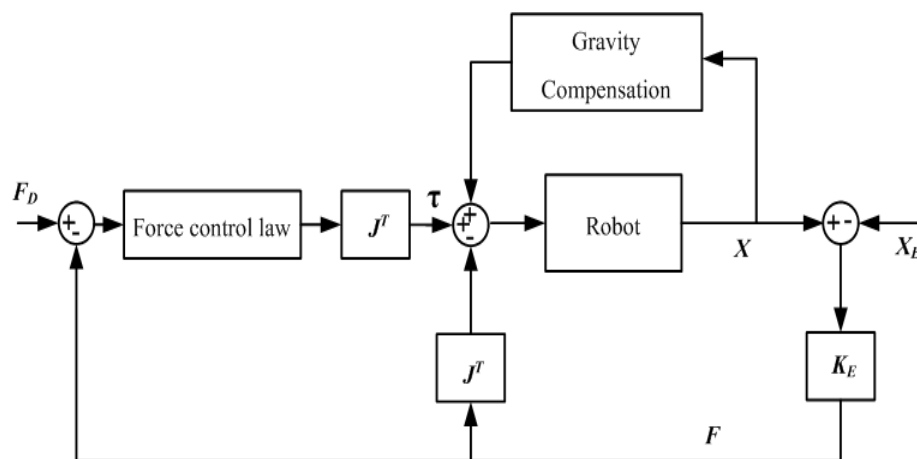 Gravity
Compensation
F_D
+
-
Force control law
J^T
τ
+
+
-
Robot
X
+
-
X_E
J^T
K_E
F